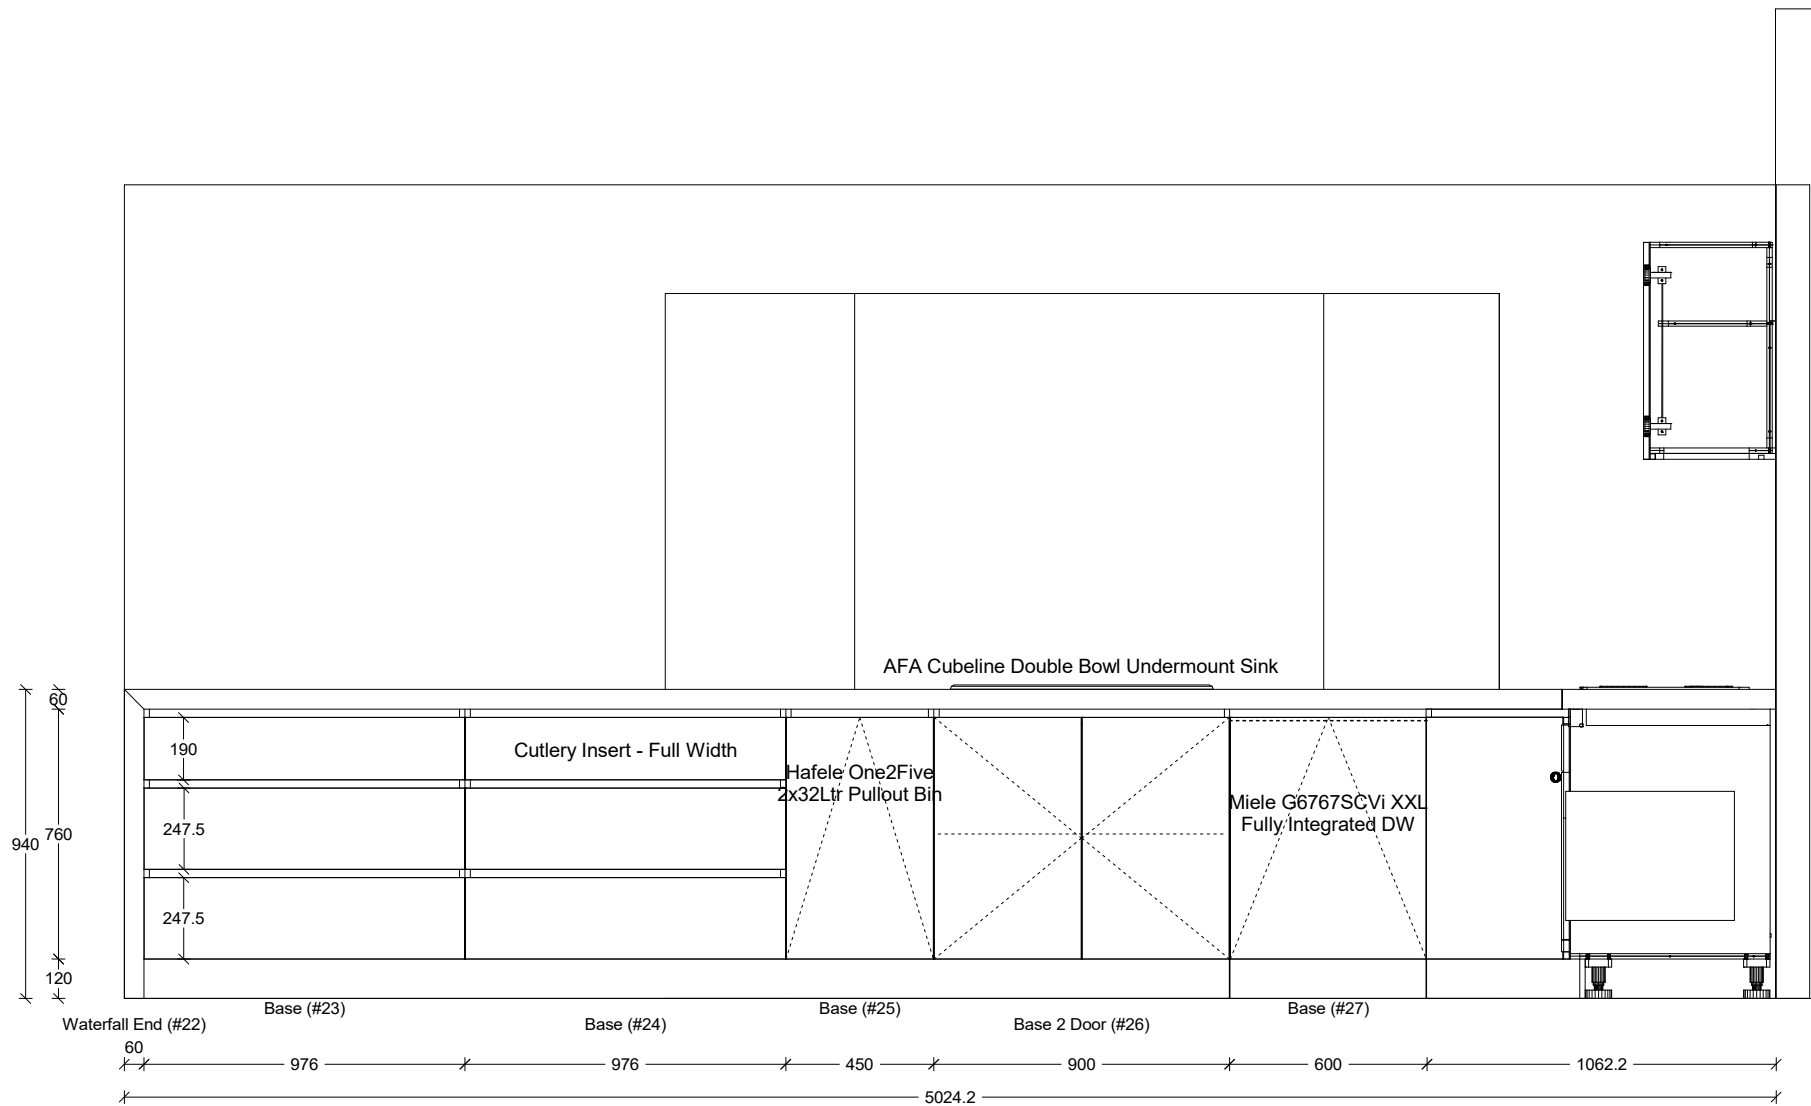 AFA Cubeline Double Bowl Undermount Sink
60
190
Cutlery Insert - Full Width
Hafele One2Five
2x32Ltr Pullout Bin
Miele G6767SCVi XXL
Fully Integrated DW
247.5
760
940
247.5
120
Base (#23)
Base (#25)
Base (#27)
Waterfall End (#22)
Base (#24)
Base 2 Door (#26)
60
976
976
450
900
600
1062.2
5024.2